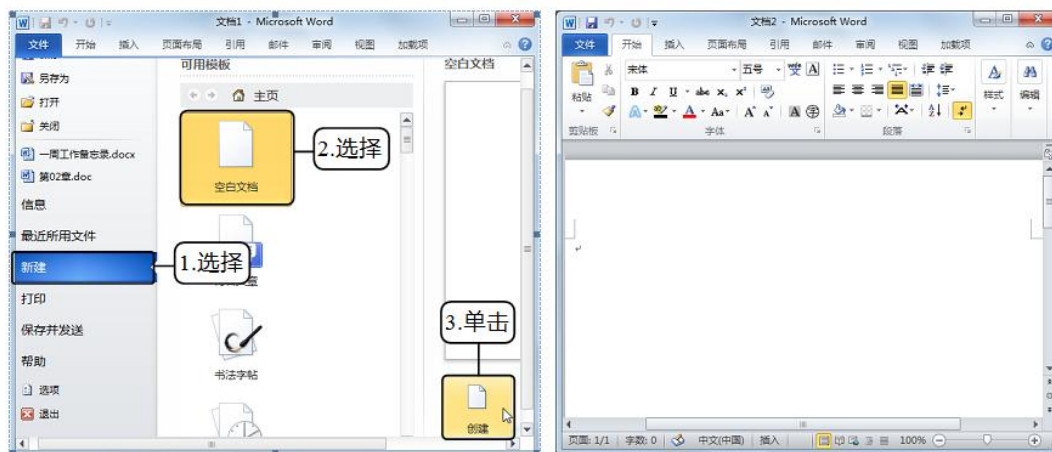 文档1 - Microsoft Word
文件 开始 插入 页面布局 引用 邮件 审阅 视图 加载项
另存为
打开
关闭
一周工作备忘录.docx
第02章.doc
信息
最近所用文件
新建
打印
保存并发送
帮助
选项
退出
可用模板
主页
空白文档
书法字帖
空白文档
创建
1.选择
2.选择
3.单击
文档2 - Microsoft Word
文件 开始 插入 页面布局 引用 邮件 审阅 视图 加载项
宋体 五号
粘贴 样式 编辑
剪贴板 字体 段落
页面: 1/1 字数: 0 中文(中国) 插入 100%